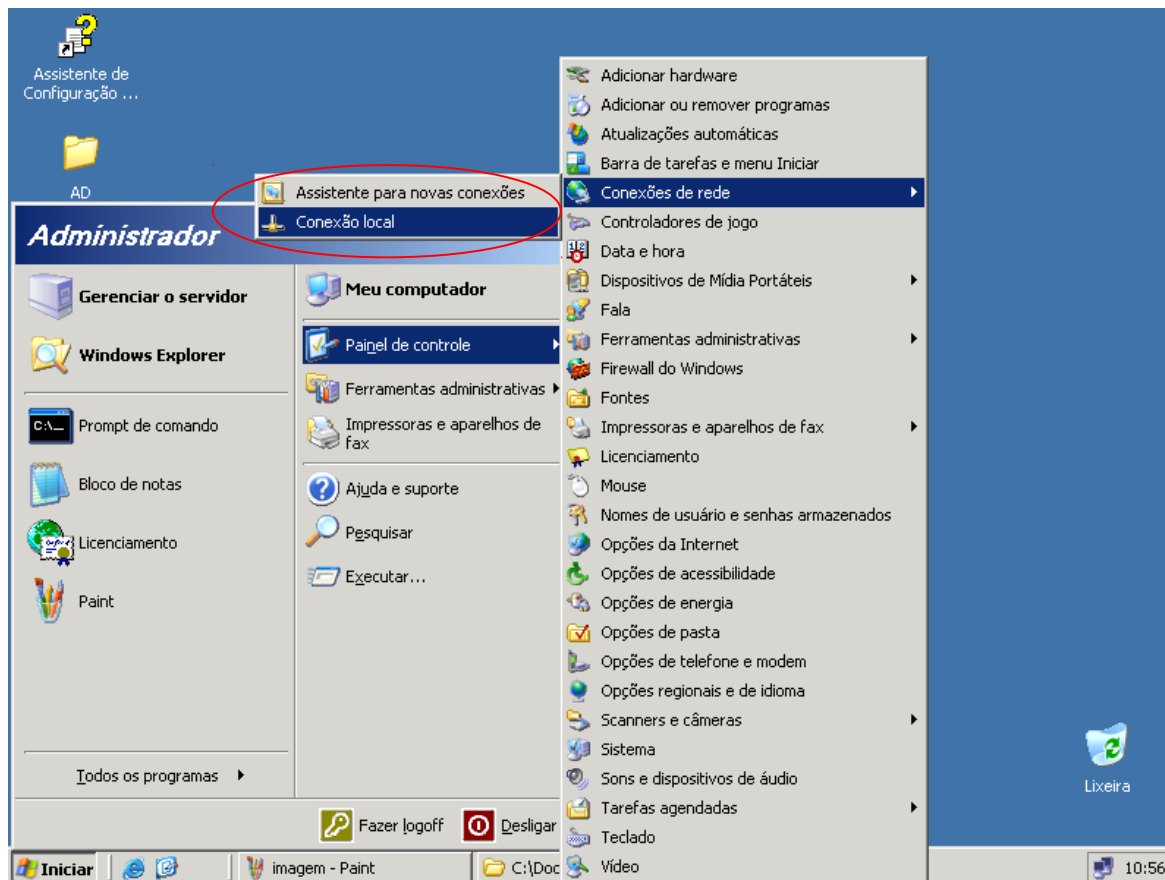 Assistente de
Configuração ...
AD
Assistente para novas conexões
Conexão local
Administrador
Gerenciar o servidor
Windows Explorer
C:\_
Prompt de comando
Bloco de notas
Licenciamento
Paint
Todos os programas
Meu computador
Painel de controle
Ferramentas administrativas
Impressoras e aparelhos de
fax
Ajuda e suporte
Pesquisar
Executar...
Fazer logoff
Desligar
Adicionar hardware
Adicionar ou remover programas
Atualizações automáticas
Barra de tarefas e menu Iniciar
Conexões de rede
Controladores de jogo
Data e hora
Dispositivos de Mídia Portáteis
Fala
Ferramentas administrativas
Firewall do Windows
Fontes
Impressoras e aparelhos de fax
Licenciamento
Mouse
Nomes de usuário e senhas armazenados
Opções da Internet
Opções de acessibilidade
Opções de energia
Opções de pasta
Opções de telefone e modem
Opções regionais e de idioma
Scanners e câmeras
Sistema
Sons e dispositivos de áudio
Tarefas agendadas
Teclado
Vídeo
Lixeira
Iniciar
imagem - Paint
C:\Doc
10:56